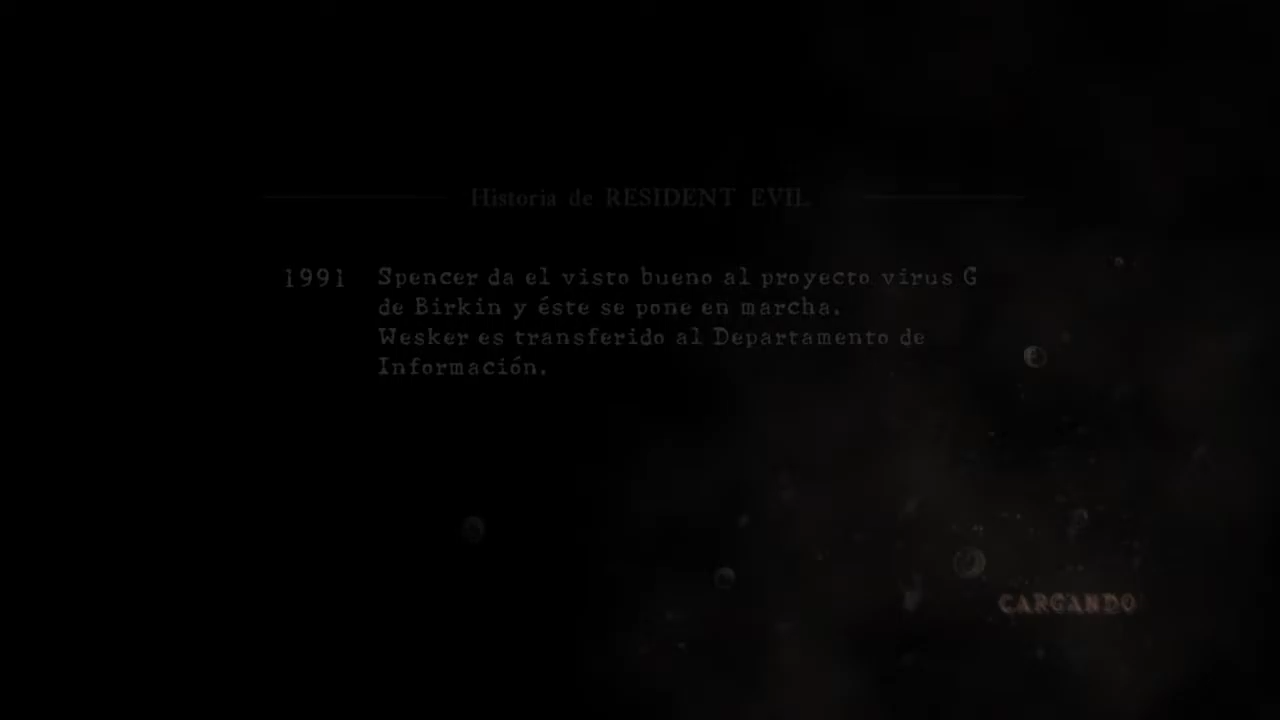 Historia de RESIDENT EVIL
1991 Spencer da el visto bueno al proyecto virus G
de Birkin y éste se pone en marcha.
Wesker es transferido al Departamento de
Información.
CARGANDO